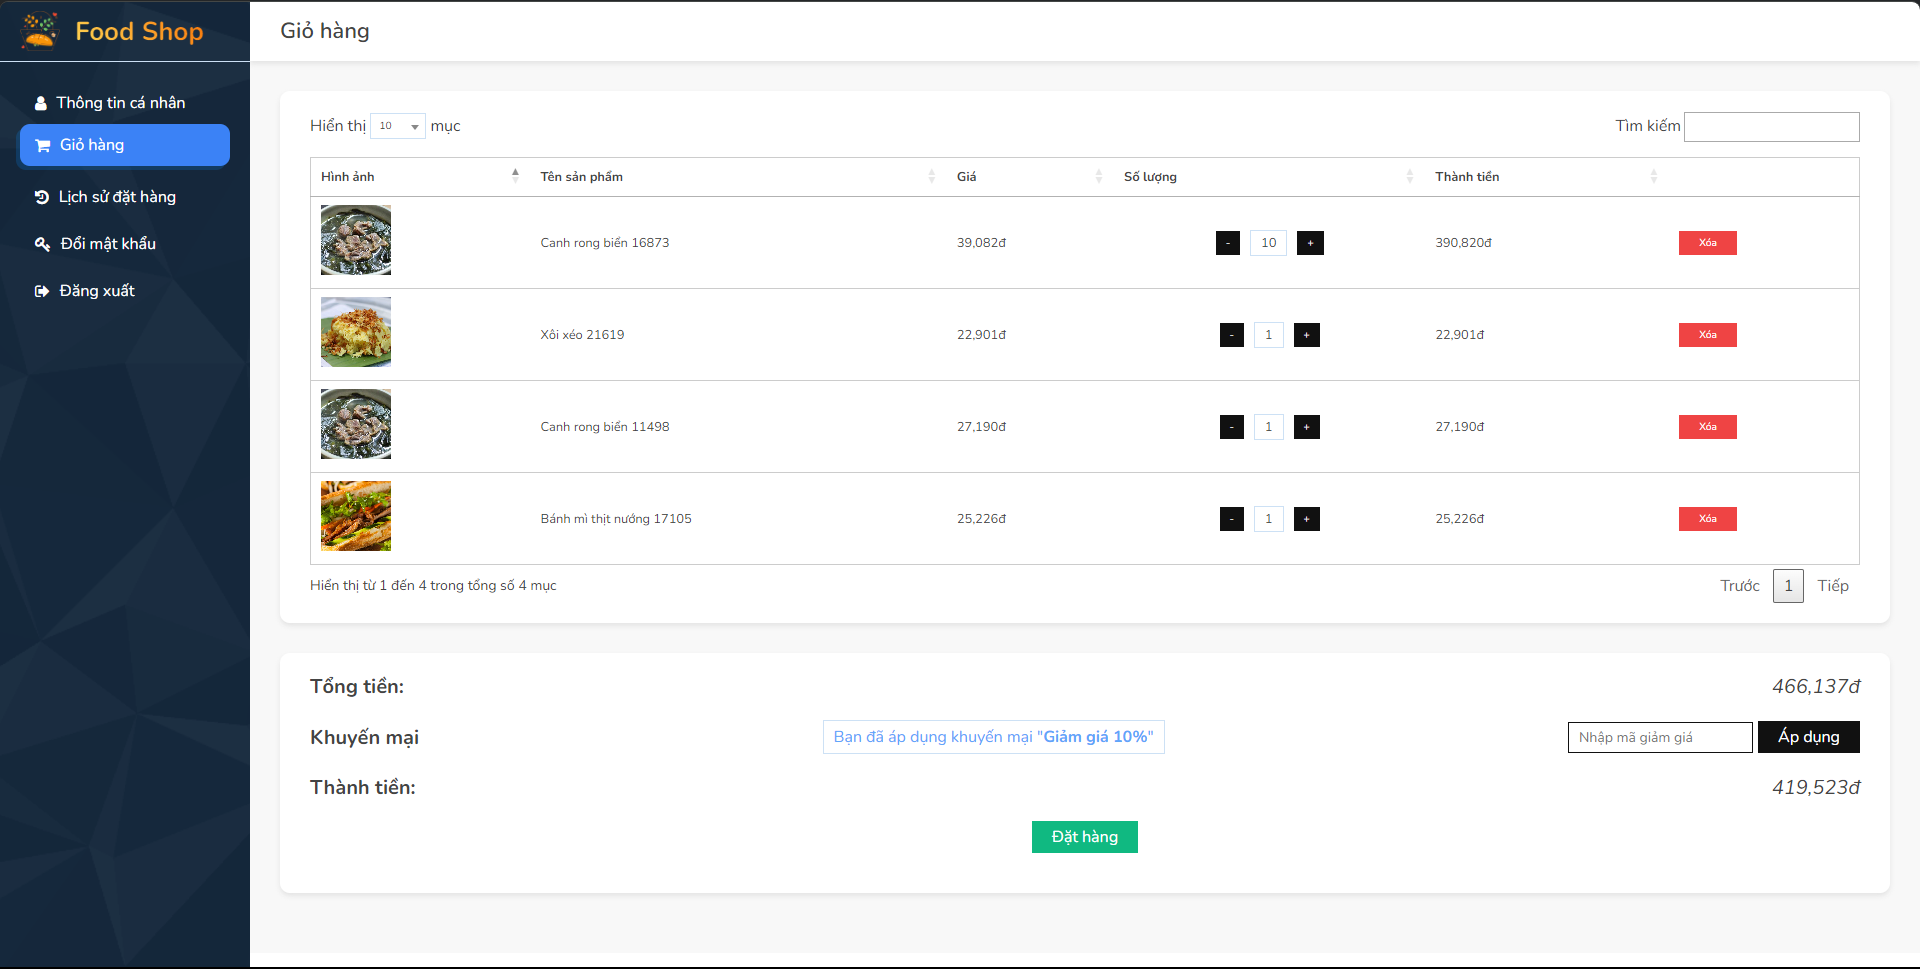 Food Shop
Giỏ hàng
Thông tin cá nhân
Giỏ hàng
Lịch sử đặt hàng
Đổi mật khẩu
Đăng xuất
Hiển thị 10 mục
Tìm kiếm
Hình ảnh Tên sản phẩm Giá Số lượng Thành tiền
Canh rong biển 16873 39,082đ - 10 + 390,820đ Xóa
Xôi xéo 21619 22,901đ - 1 + 22,901đ Xóa
Canh rong biển 11498 27,190đ - 1 + 27,190đ Xóa
Bánh mì thịt nướng 17105 25,226đ - 1 + 25,226đ Xóa
Hiển thị từ 1 đến 4 trong tổng số 4 mục
Trước 1 Tiếp
Tổng tiền: 466,137đ
Khuyến mại Bạn đã áp dụng khuyến mại "Giảm giá 10%" Nhập mã giảm giá Áp dụng
Thành tiền: 419,523đ
Đặt hàng